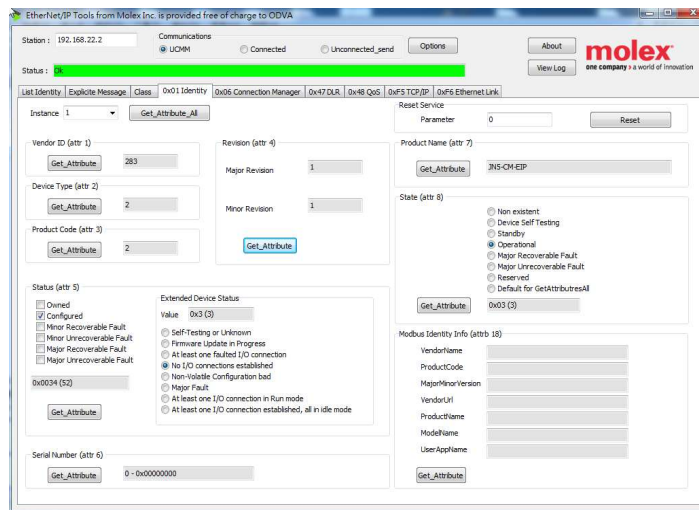 EtherNet/IP Tools from Molex Inc. is provided free of charge to ODVA
Station : 192.168.22.2
Communications
UCMM Connected Unconnected_send
Options
About
molex
one company › a world of innovation
Status : Ok
View Log
List Identity Explicite Message Class 0x01 Identity 0x06 Connection Manager 0x47 DLR 0x48 QoS 0xF5 TCP/IP 0xF6 Ethernet Link
Instance 1 Get_Attribute_All
Reset Service
Parameter 0 Reset
Vendor ID (attr 1)
Get_Attribute 283
Device Type (attr 2)
Get_Attribute 2
Product Code (attr 3)
Get_Attribute 2
Revision (attr 4)
Major Revision 1
Minor Revision 1
Get_Attribute
Product Name (attr 7)
Get_Attribute JN5-CM-EIP
State (attr 8)
Non existent
Device Self Testing
Standby
Operational
Major Recoverable Fault
Major Unrecoverable Fault
Reserved
Default for GetAttributresAll
Get_Attribute 0x03 (3)
Status (attr 5)
Owned
Configured
Minor Recoverable Fault
Minor Unrecoverable Fault
Major Recoverable Fault
Major Unrecoverable Fault
0x0034 (52)
Get_Attribute
Extended Device Status
Value 0x3 (3)
Self-Testing or Unknown
Firmware Update in Progress
At least one faulted I/O connection
No I/O connections established
Non-Volatile Configuration bad
Major Fault
At least one I/O connection in Run mode
At least one I/O connection established, all in idle mode
Modbus Identity Info (attrb 18)
VendorName
ProductCode
MajorMinorVersion
VendorUrl
ProductName
ModelName
UserAppName
Get_Attribute
Serial Number (attr 6)
Get_Attribute 0 - 0x00000000